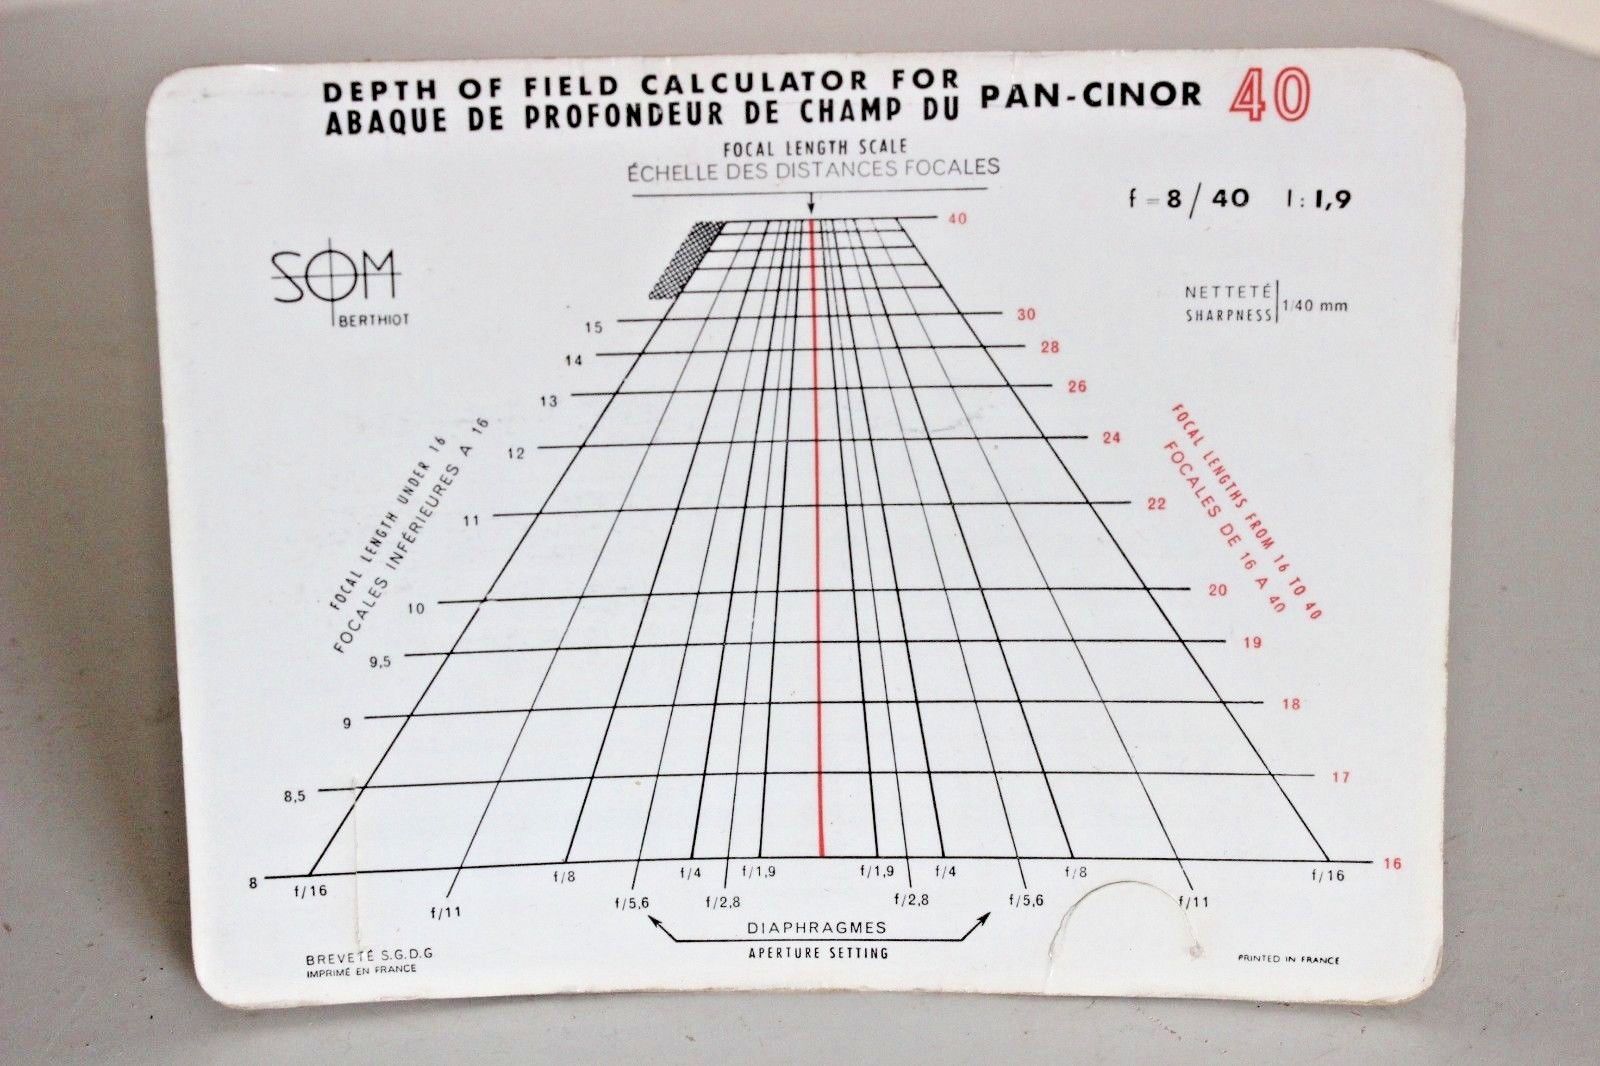 DEPTH OF FIELD CALCULATOR FOR
ABAQUE DE PROFONDEUR DE CHAMP DU
PAN-CINOR 40
FOCAL LENGTH SCALE
ÉCHELLE DES DISTANCES FOCALES
f = 8/40 1:1,9
SOM
BERTHIOT
NETTETÉ
SHARPNESS
1/40 mm
40
30
28
26
24
22
20
19
18
17
16
15
14
13
12
11
10
9,5
9
8,5
8
FOCAL LENGTH UNDER 16
FOCALES INFÉRIEURES A 16
FOCAL LENGTHS FROM 16 TO 40
FOCALES DE 16 A 40
f/16 f/11 f/8 f/5,6 f/4 f/2,8 f/1,9 f/1,9 f/2,8 f/4 f/5,6 f/8 f/11 f/16
DIAPHRAGMES
APERTURE SETTING
BREVETÉ S.G.D.G
IMPRIMÉ EN FRANCE
PRINTED IN FRANCE